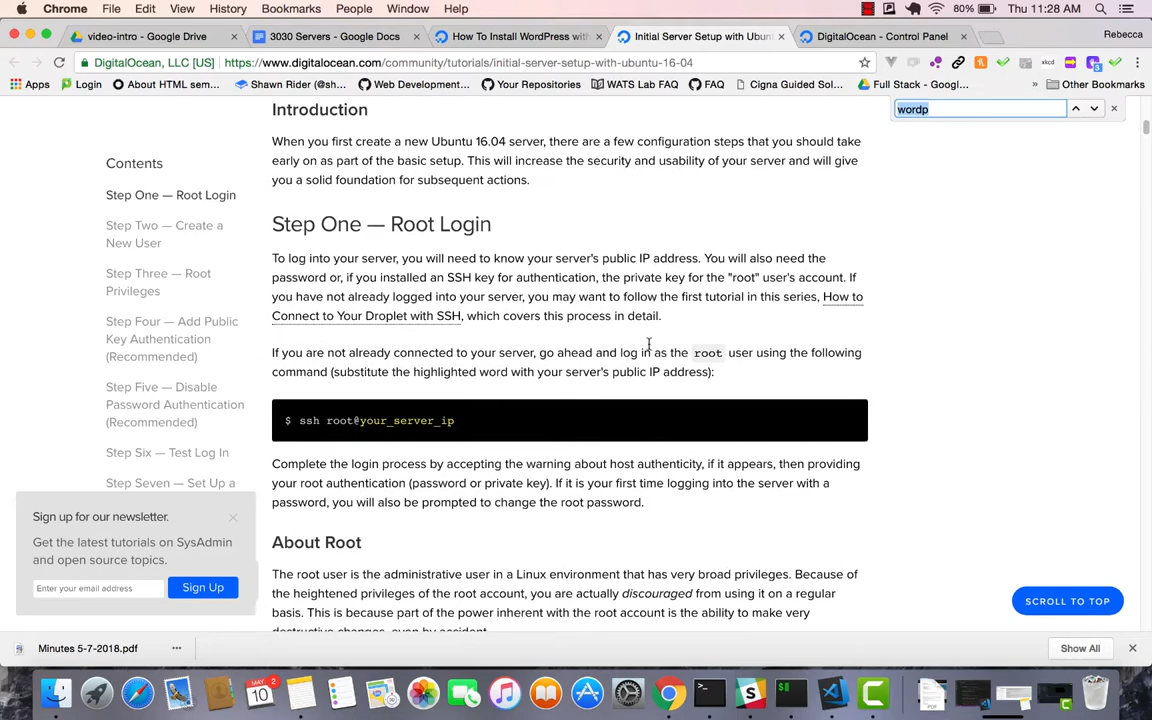 Chrome File Edit View History Bookmarks People Window Help 80% Thu 11:28 AM
video-intro - Google Drive 3030 Servers - Google Docs How To Install WordPress with Initial Server Setup with Ubunt DigitalOcean - Control Panel Rebecca
DigitalOcean, LLC [US] https://www.digitalocean.com/community/tutorials/initial-server-setup-with-ubuntu-16-04
Apps Login About HTML sem... Shawn Rider (@sh... Web Development... Your Repositories WATS Lab FAQ FAQ Cigna Guided Sol... Full Stack - Googl... » Other Bookmarks
wordp
Introduction
When you first create a new Ubuntu 16.04 server, there are a few configuration steps that you should take
early on as part of the basic setup. This will increase the security and usability of your server and will give
you a solid foundation for subsequent actions.
Contents
Step One — Root Login
Step Two — Create a
New User
Step Three — Root
Privileges
Step Four — Add Public
Key Authentication
(Recommended)
Step Five — Disable
Password Authentication
(Recommended)
Step Six — Test Log In
Step Seven — Set Up a
Step One — Root Login
To log into your server, you will need to know your server's public IP address. You will also need the
password or, if you installed an SSH key for authentication, the private key for the "root" user's account. If
you have not already logged into your server, you may want to follow the first tutorial in this series, How to
Connect to Your Droplet with SSH, which covers this process in detail.
If you are not already connected to your server, go ahead and log in as the root user using the following
command (substitute the highlighted word with your server's public IP address):
$ ssh root@your_server_ip
Complete the login process by accepting the warning about host authenticity, if it appears, then providing
your root authentication (password or private key). If it is your first time logging into the server with a
password, you will also be prompted to change the root password.
About Root
The root user is the administrative user in a Linux environment that has very broad privileges. Because of
the heightened privileges of the root account, you are actually discouraged from using it on a regular
basis. This is because part of the power inherent with the root account is the ability to make very
destructive changes, even by accident.
Sign up for our newsletter.
Get the latest tutorials on SysAdmin
and open source topics.
Enter your email address Sign Up
SCROLL TO TOP
Minutes 5-7-2018.pdf Show All
MAY 10 2